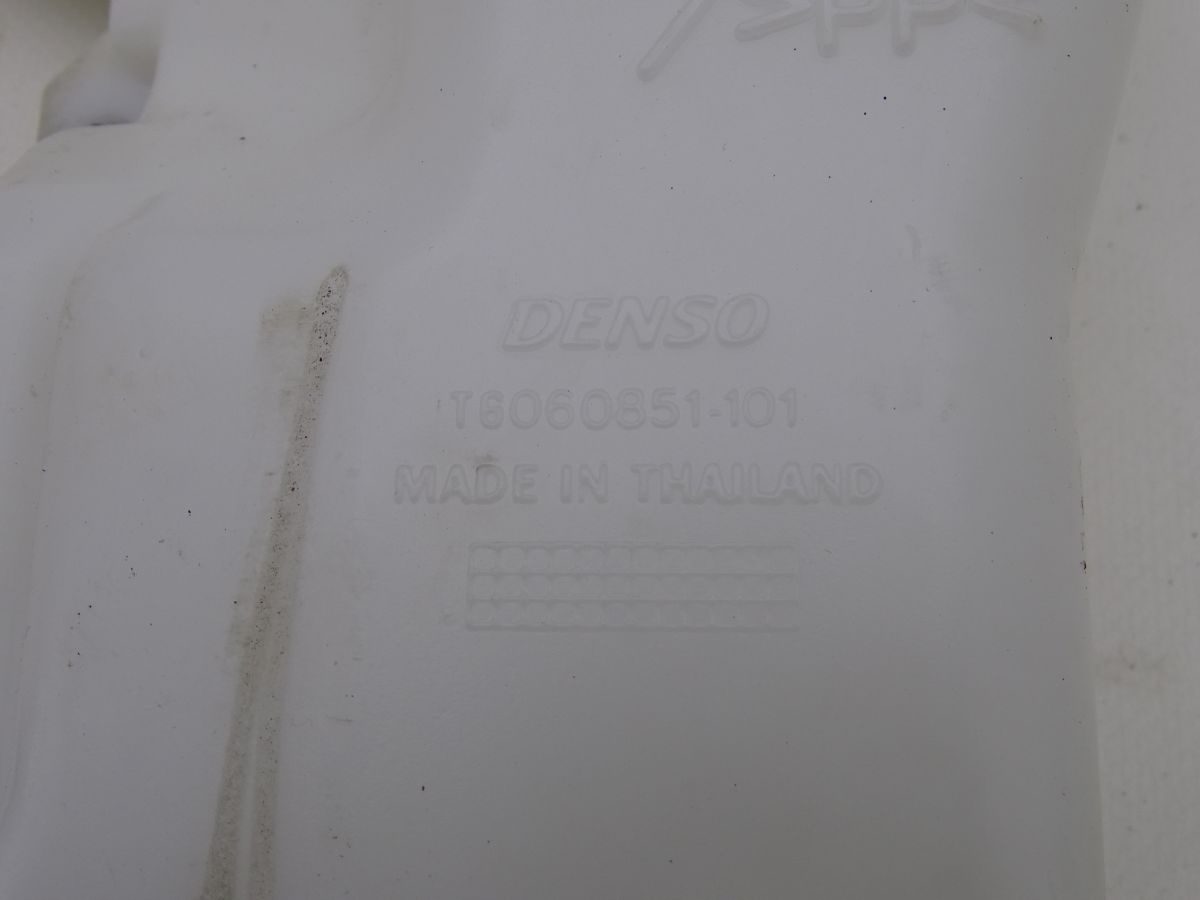 DENSO
T6060851-101
MADE IN THAILAND